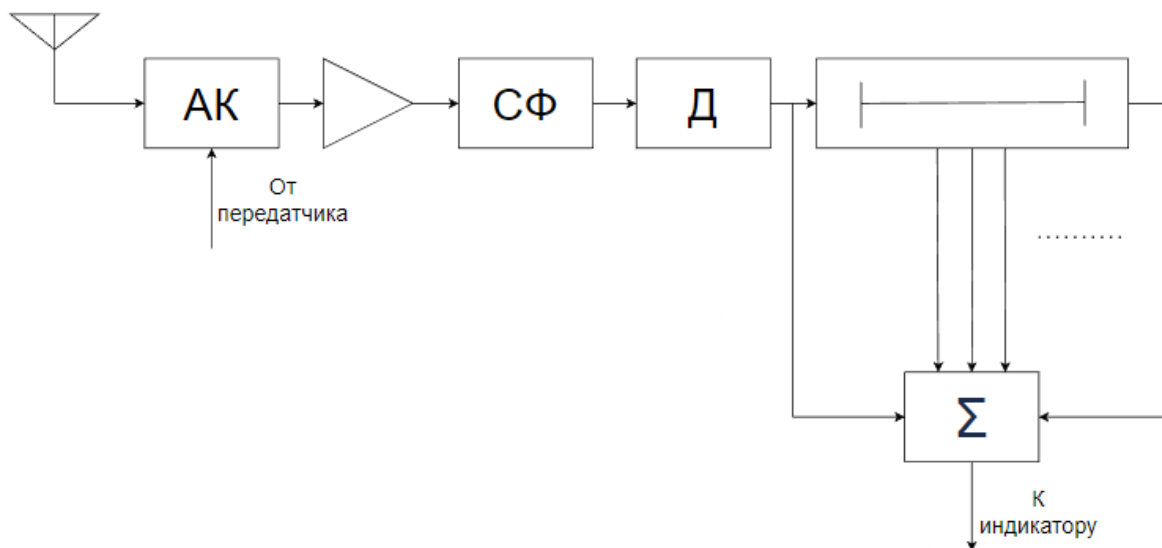 АК
СФ
Д
От
передатчика
Σ
К
индикатору